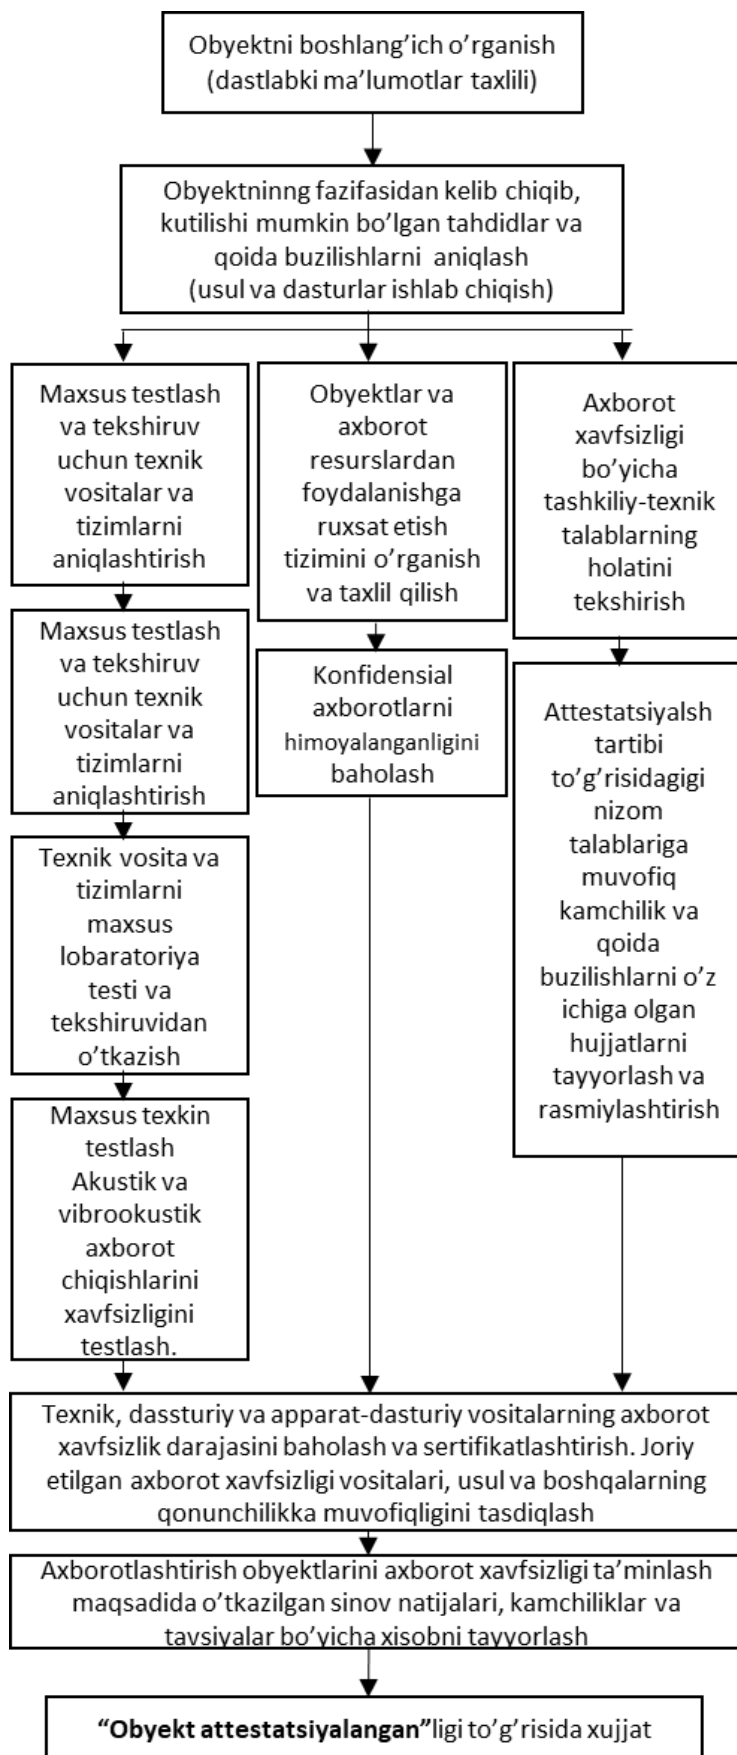 Obyektni boshlang’ich o’rganish
(dastlabki ma’lumotlar taxlili)
Obyektninng fazifasidan kelib chiqib,
kutilishi mumkin bo’lgan tahdidlar va
qoida buzilishlarni aniqlash
(usul va dasturlar ishlab chiqish)
Maxsus testlash
va tekshiruv
uchun texnik
vositalar va
tizimlarni
aniqlashtirish
Maxsus testlash
va tekshiruv
uchun texnik
vositalar va
tizimlarni
aniqlashtirish
Texnik vosita va
tizimlarni
maxsus
lobaratoriya
testi va
tekshiruvidan
o’tkazish
Maxsus texkin
testlash
Akustik va
vibrookustik
axborot
chiqishlarini
xavfsizligini
testlash.
Obyektlar va
axborot
resurslardan
foydalanishga
ruxsat etish
tizimini o’rganish
va taxlil qilish
Konfidensial
axborotlarni
himoyalanganligini
baholash
Axborot
xavfsizligi
bo’yicha
tashkiliy-texnik
talablarning
holatini
tekshirish
Attestatsiyalsh
tartibi
to’g’risidagigi
nizom
talablariga
muvofiq
kamchilik va
qoida
buzilishlarni o’z
ichiga olgan
hujjatlarni
tayyorlash va
rasmiylashtirish
Texnik, dassturiy va apparat-dasturiy vositalarning axborot
xavfsizlik darajasini baholash va sertifikatlashtirish. Joriy
etilgan axborot xavfsizligi vositalari, usul va boshqalarning
qonunchilikka muvofiqligini tasdiqlash
Axborotlashtirish obyektlarini axborot xavfsizligi ta’minlash
maqsadida o’tkazilgan sinov natijalari, kamchiliklar va
tavsiyalar bo’yicha xisobni tayyorlash
“Obyekt attestatsiyalangan”ligi to’g’risida xujjat